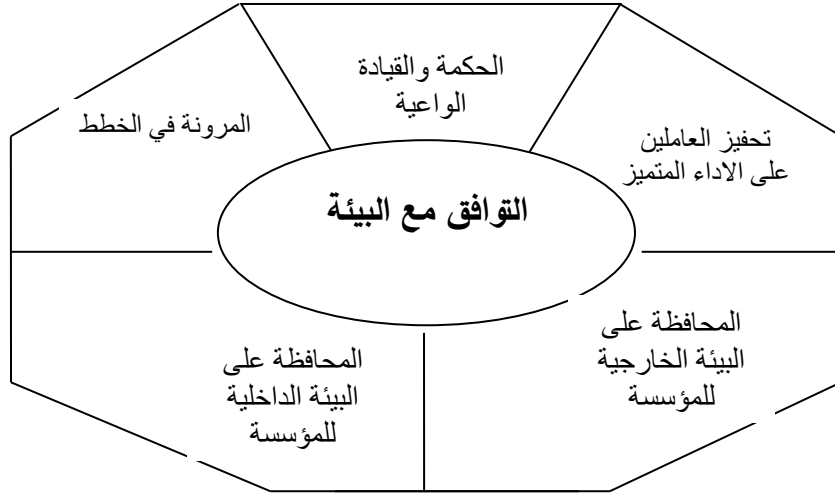 الحكمة والقيادة
الواعية
تحفيز العاملين
على الاداء المتميز
المرونة في الخطط
التوافق مع البيئة
المحافظة على
البيئة الخارجية
للمؤسسة
المحافظة على
البيئة الداخلية
للمؤسسة